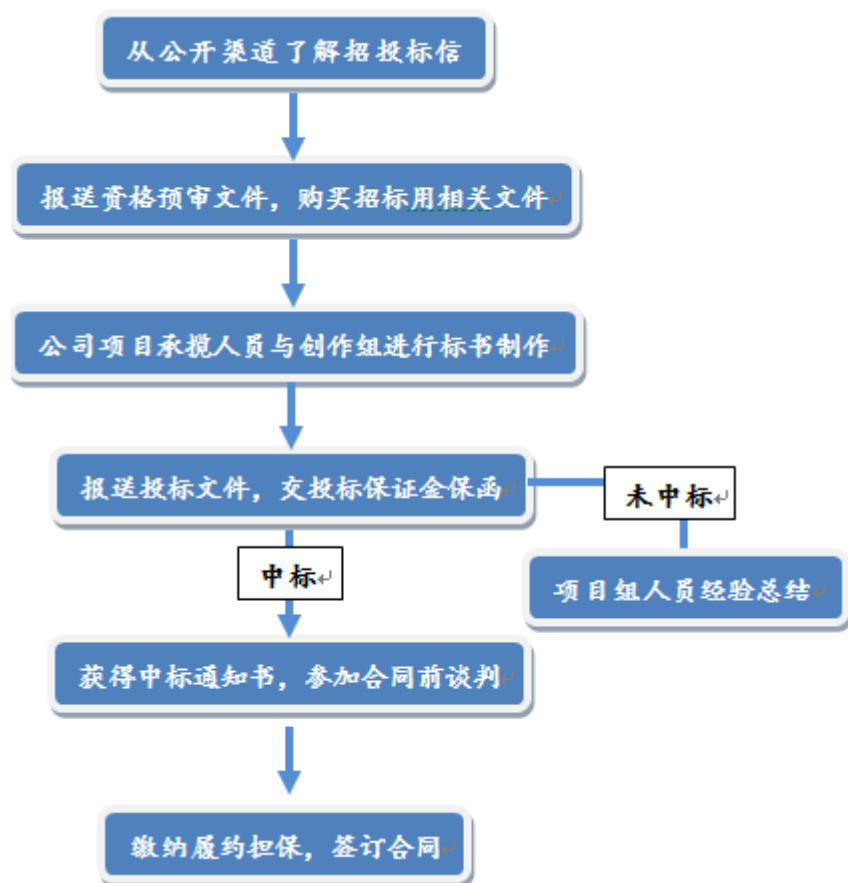 从公开渠道了解招投标信
报送资格预审文件，购买招标用相关文件
公司项目承揽人员与创作组进行标书制作
报送投标文件，交投标保证金保函
未中标
中标
项目组人员经验总结
获得中标通知书，参加合同前谈判
缴纳履约担保，签订合同